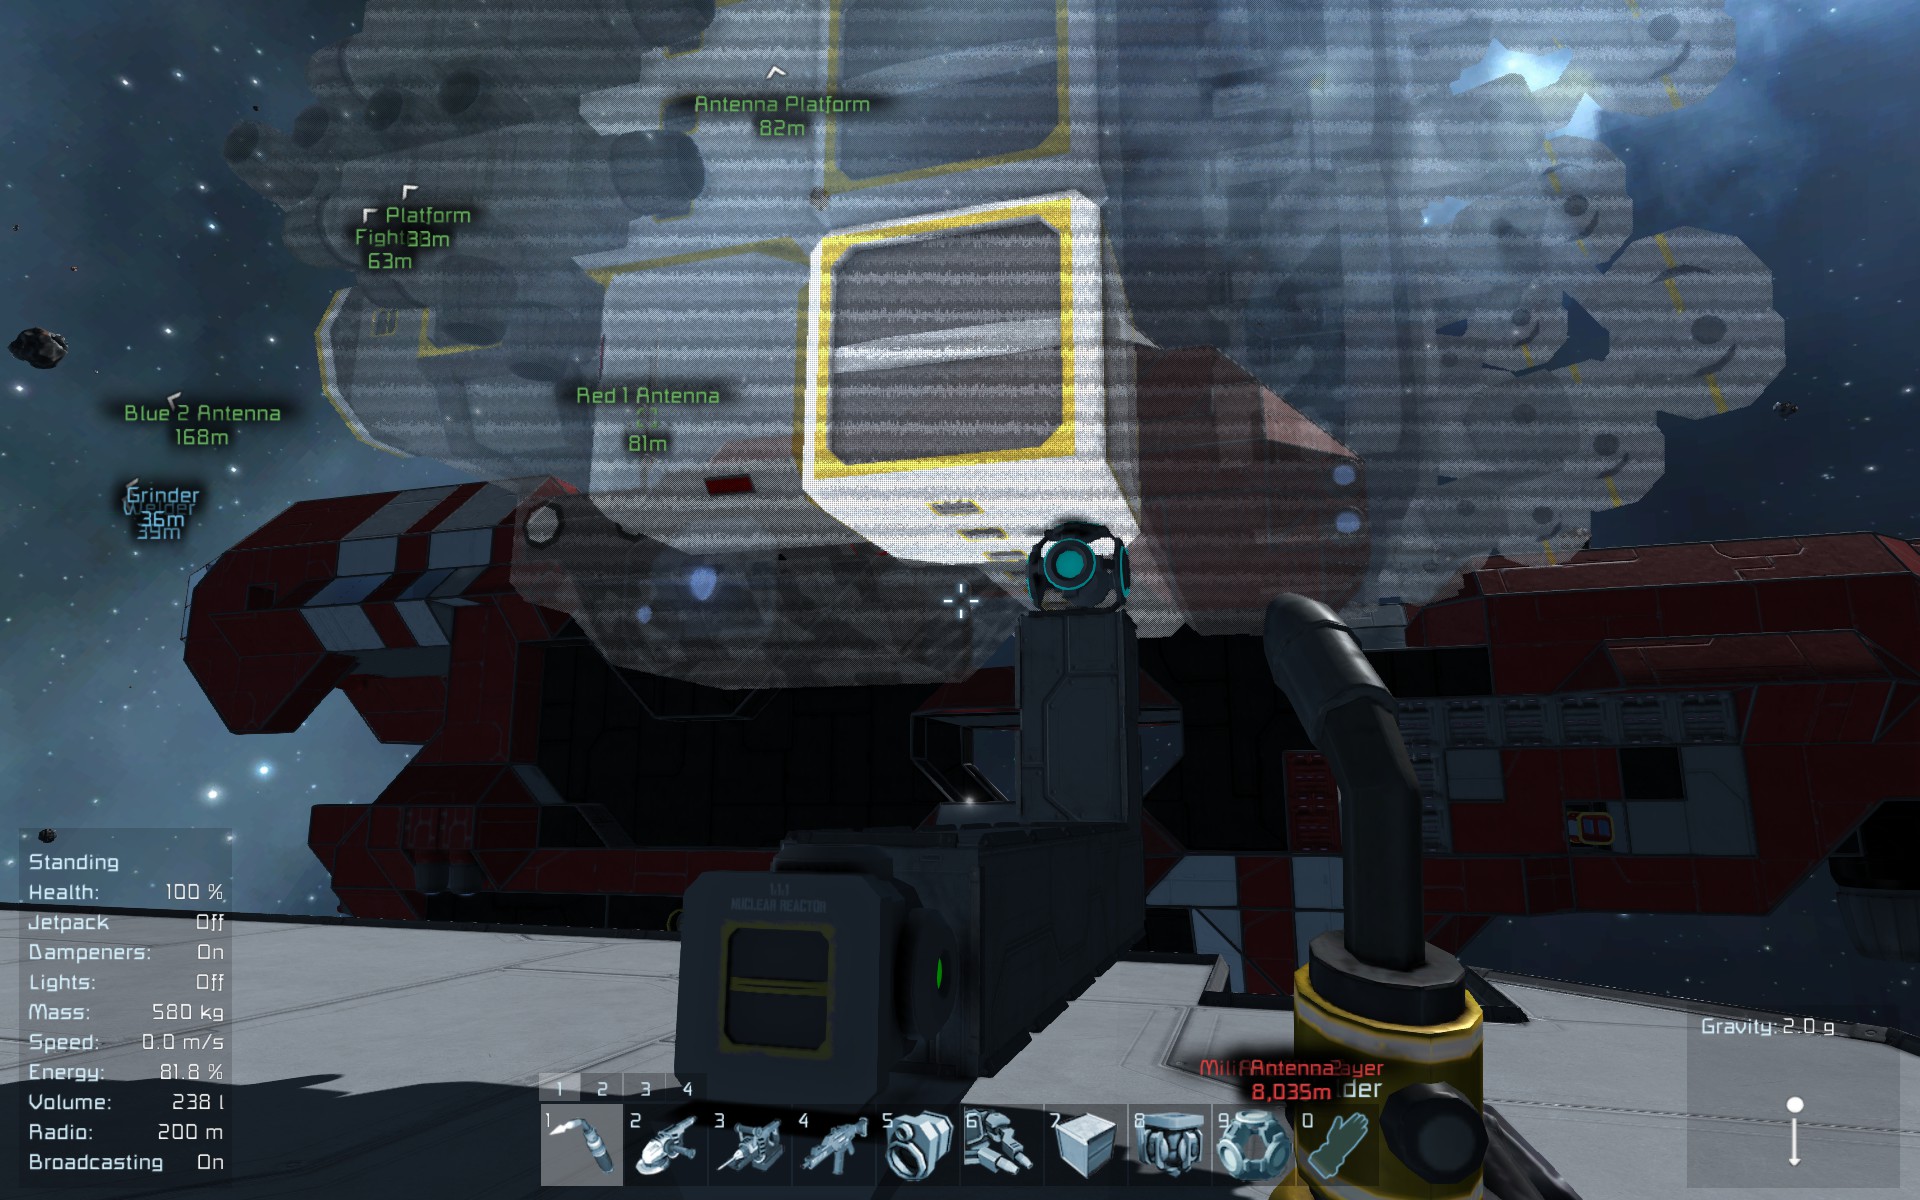 Antenna Platform
82m
Platform
Fight 33m
63m
Red 1 Antenna
81m
Blue 2 Antenna
168m
Grinder
Welder
36m
39m
Standing
Health: 100 %
Jetpack Off
Dampeners: On
Lights: Off
Mass: 580 kg
Speed: 0.0 m/s
Energy: 81.8 %
Volume: 238 l
Radio: 200 m
Broadcasting On
NUCLEAR REACTOR
Gravity: 2.0 g
Antenna
8,035m
1 2 3 4
1 2 3 4 5 6 7 8 9 0